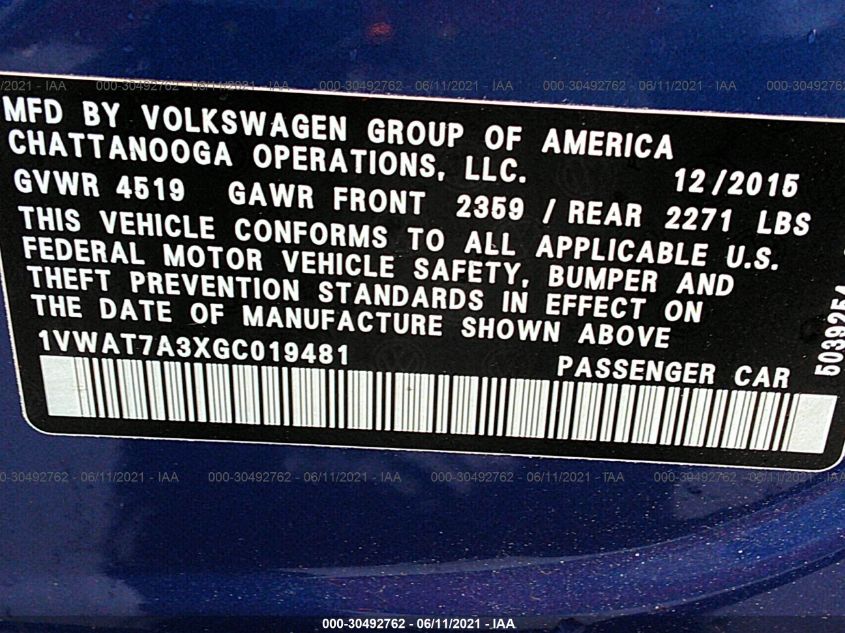 000-30492762 - 06/11/2021 - IAA
MFD BY VOLKSWAGEN GROUP OF AMERICA
CHATTANOOGA OPERATIONS, LLC.
12/2015
GVWR 4519 GAWR FRONT 2359 / REAR 2271 LBS
THIS VEHICLE CONFORMS TO ALL APPLICABLE U.S.
FEDERAL MOTOR VEHICLE SAFETY, BUMPER AND
THEFT PREVENTION STANDARDS IN EFFECT ON
THE DATE OF MANUFACTURE SHOWN ABOVE
1VWAT7A3XGC019481
PASSENGER CAR
5039254
000-30492762 - 06/11/2021 - IAA
000-30492762 - 06/11/2021 - IAA